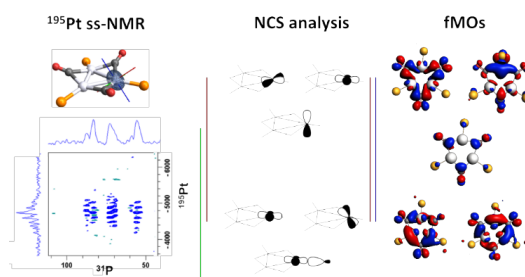 ¹⁹⁵Pt ss-NMR
NCS analysis
fMOs
-6000
-5000
-4000
¹⁹⁵Pt
100
50
³¹P